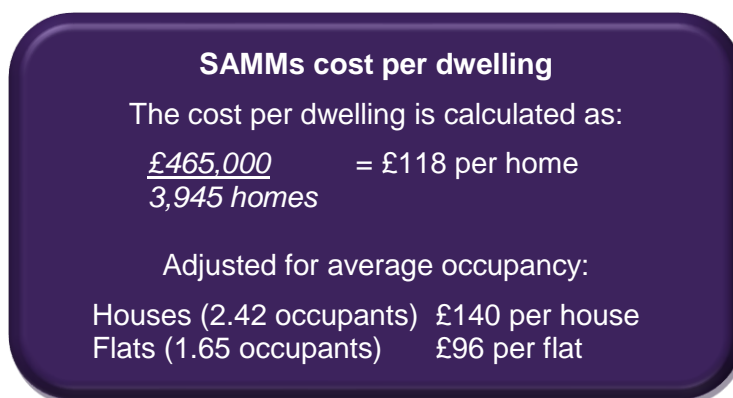 SAMMs cost per dwelling
The cost per dwelling is calculated as:
£465,000 = £118 per home
3,945 homes
Adjusted for average occupancy:
Houses (2.42 occupants) £140 per house
Flats (1.65 occupants) £96 per flat